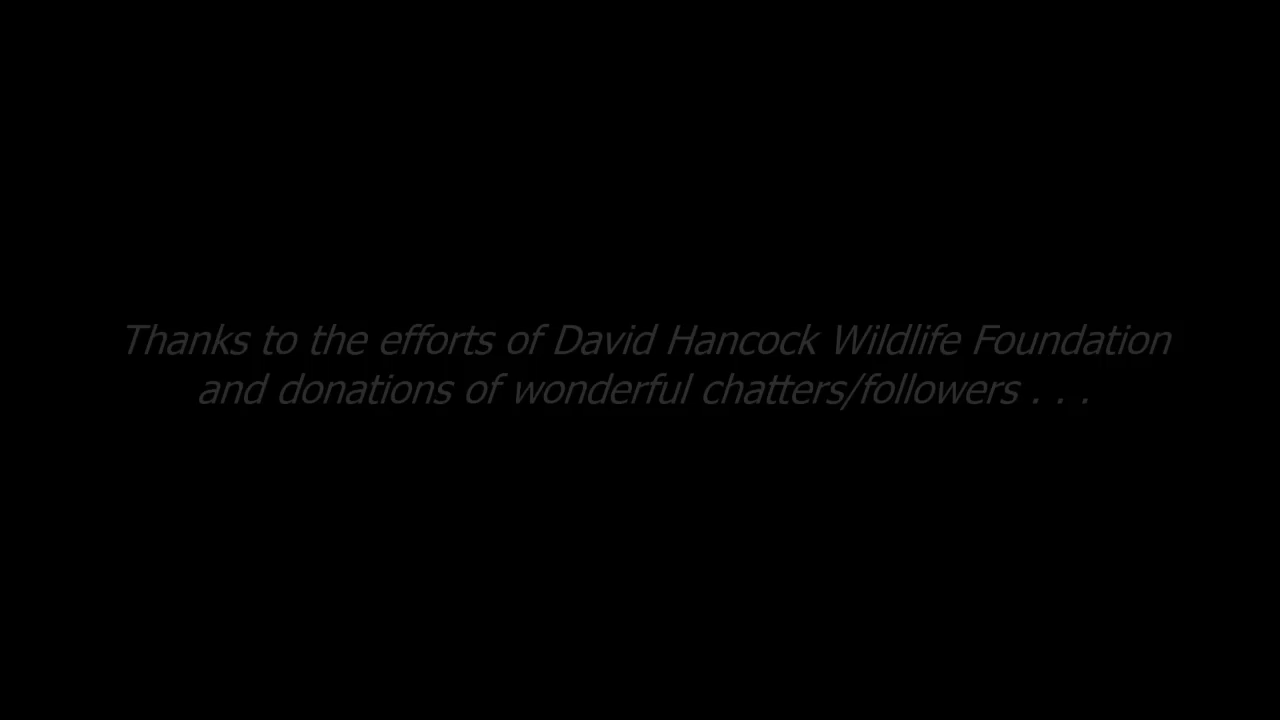 Thanks to the efforts of David Hancock Wildlife Foundation
and donations of wonderful chatters/followers . . .